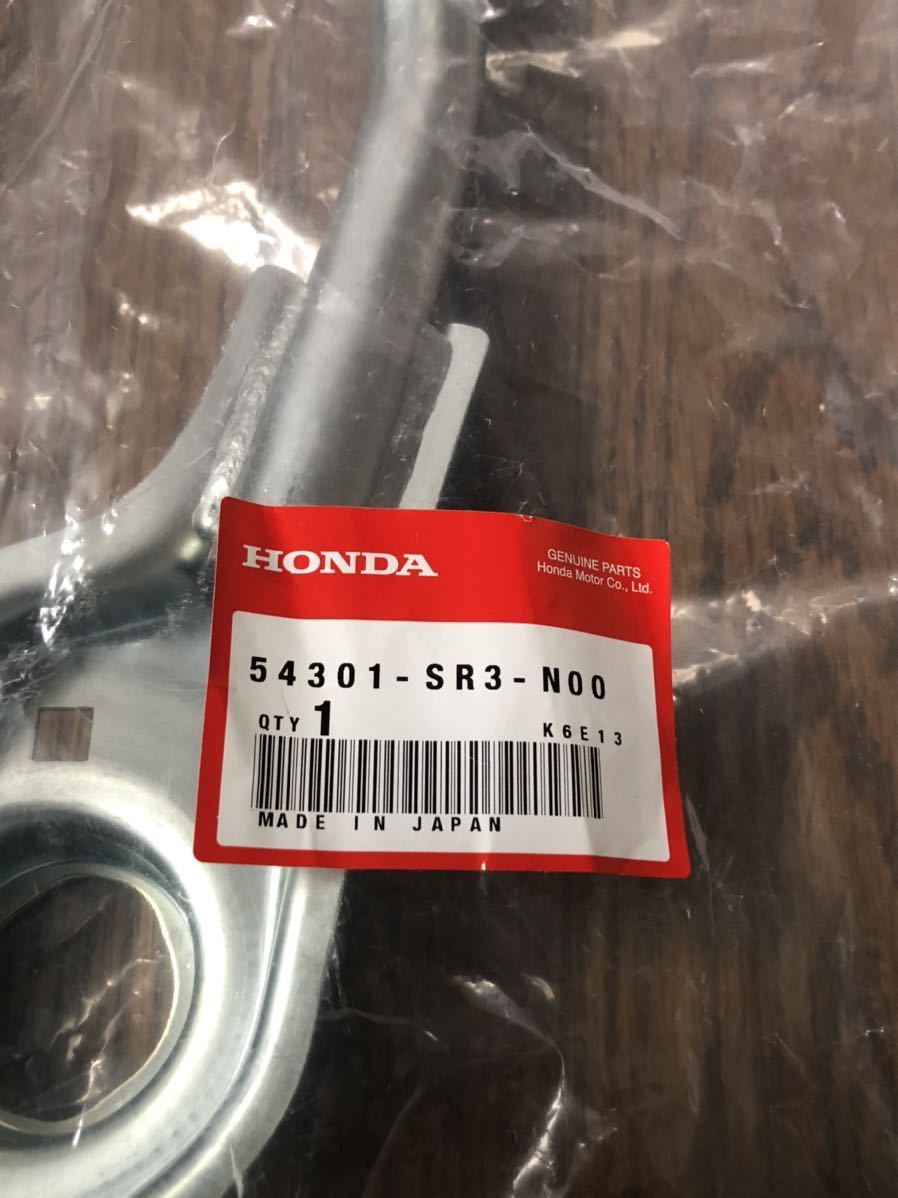 HONDA
GENUINE PARTS
Honda Motor Co., Ltd.
54301-SR3-N00
QTY 1
K6E13
MADE IN JAPAN